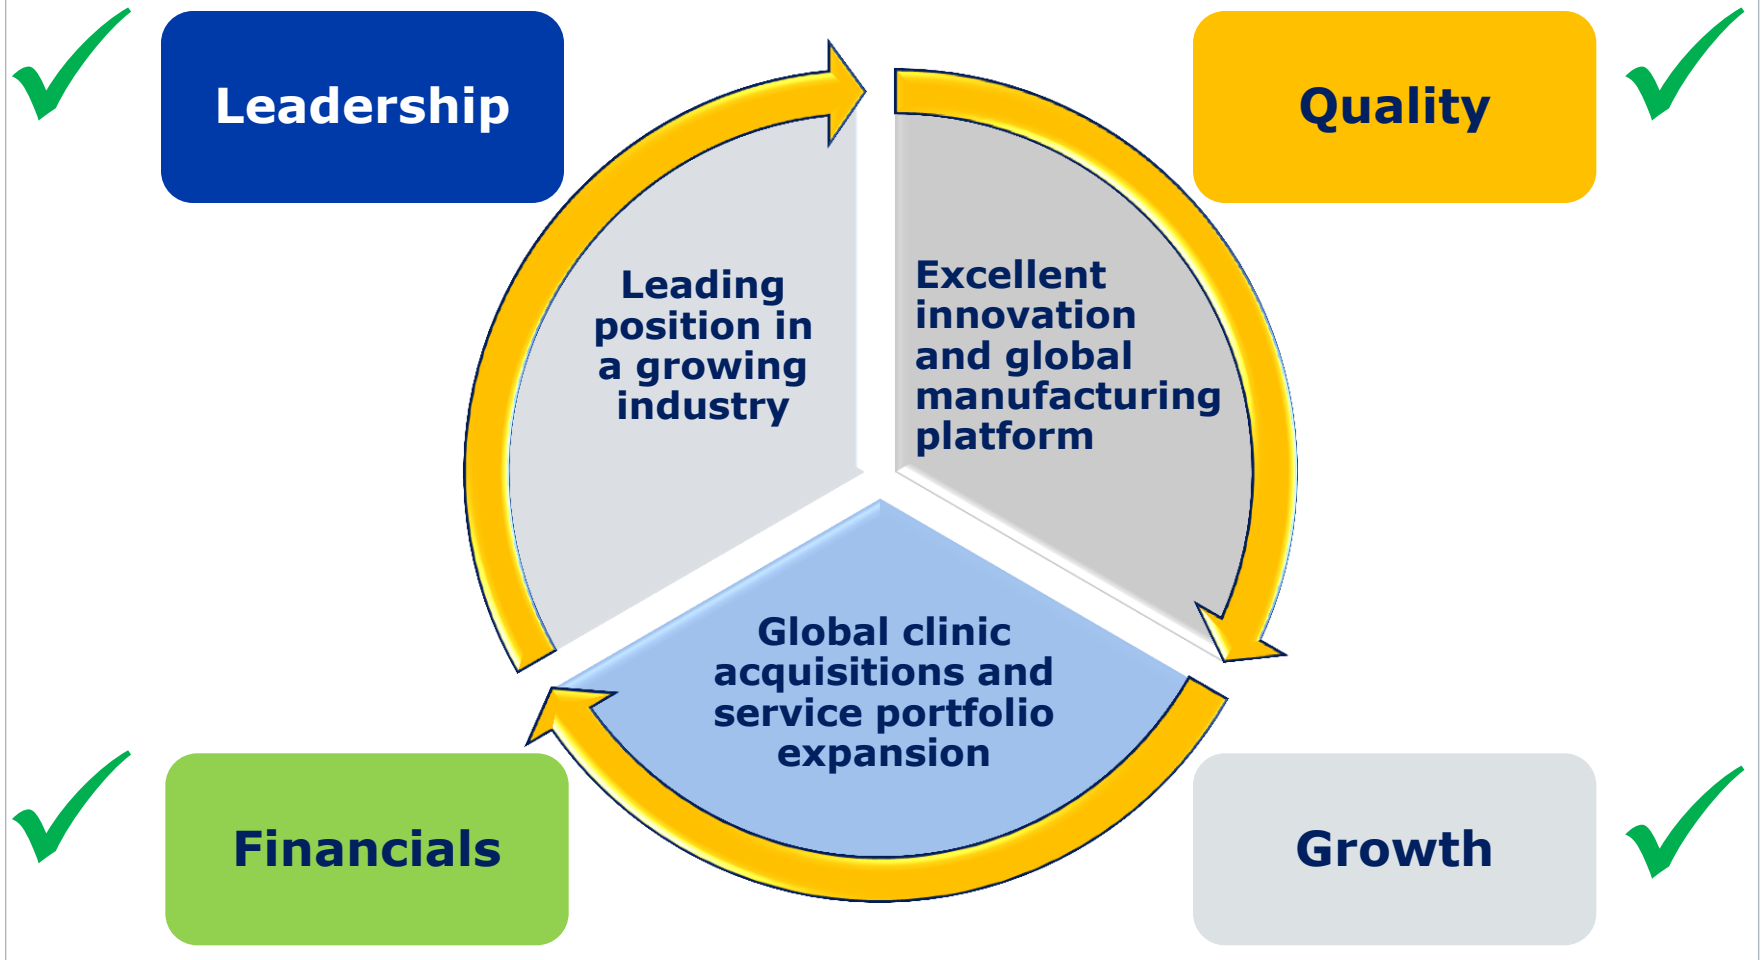 Leadership
Quality
Leading
position in
a growing
industry
Excellent
innovation
and global
manufacturing
platform
Global clinic
acquisitions and
service portfolio
expansion
Financials
Growth